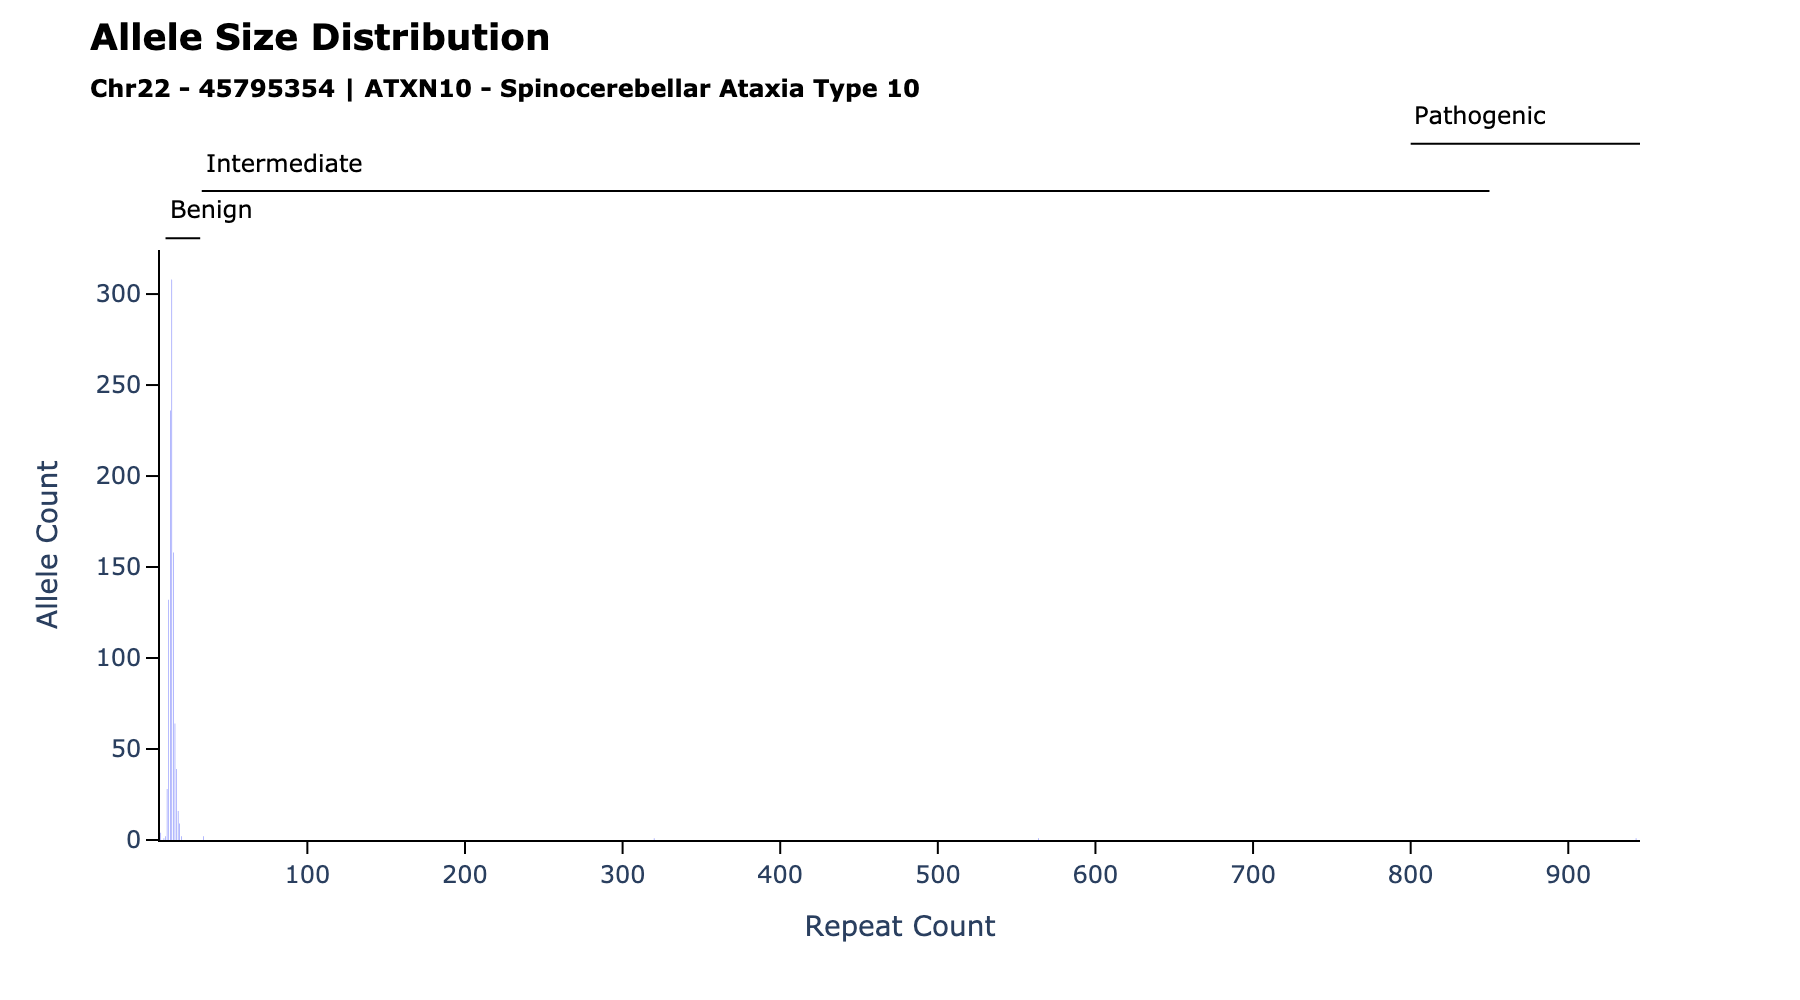 Allele Size Distribution
Chr22 - 45795354 | ATXN10 - Spinocerebellar Ataxia Type 10
Pathogenic
Intermediate
Benign
300
250
200
150
100
50
0
Allele Count
100 200 300 400 500 600 700 800 900
Repeat Count